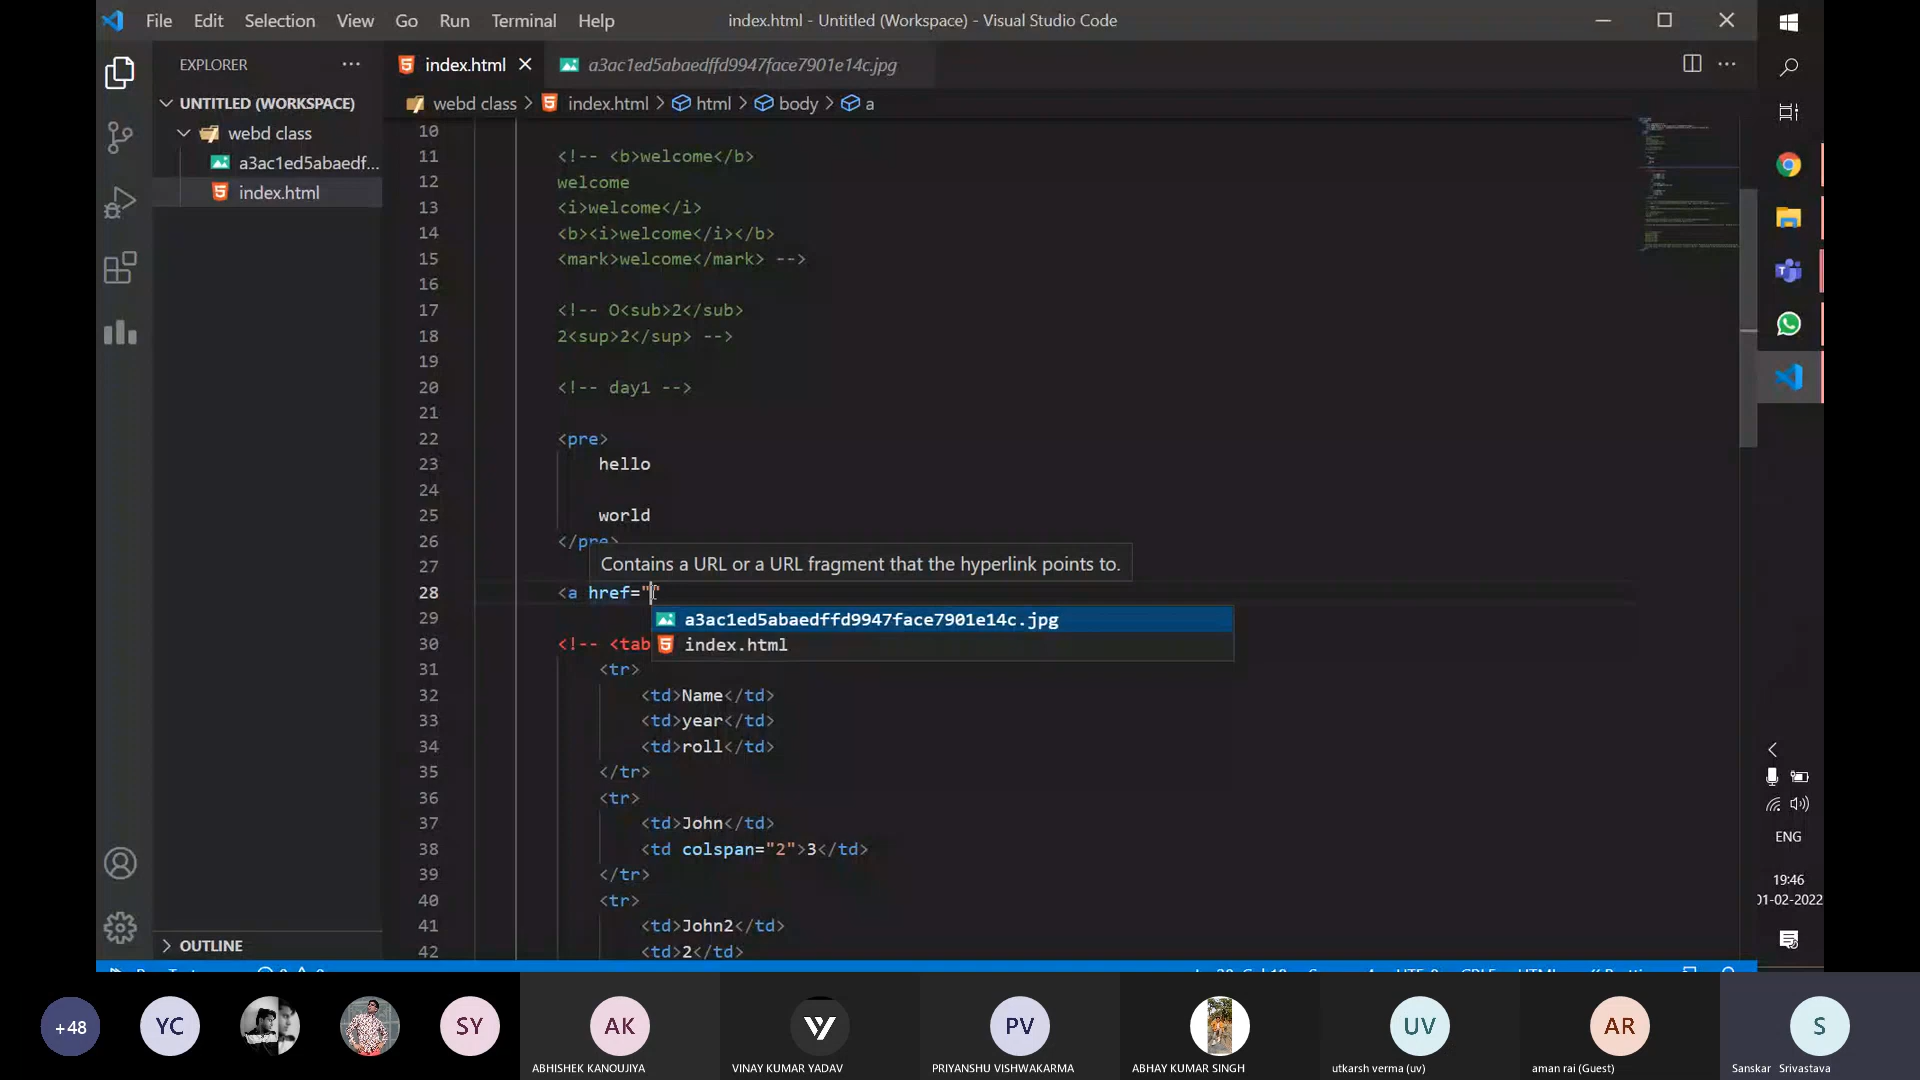 File Edit Selection View Go Run Terminal Help
index.html - Untitled (Workspace) - Visual Studio Code
EXPLORER
UNTITLED (WORKSPACE)
webd class
a3ac1ed5abaedf...
index.html
OUTLINE
index.html
a3ac1ed5abaedffd9947face7901e14c.jpg
webd class > index.html > html > body > a
10
11 <!-- <b>welcome</b>
12 welcome
13 <i>welcome</i>
14 <b><i>welcome</i></b>
15 <mark>welcome</mark> -->
16
17 <!-- O<sub>2</sub>
18 2<sup>2</sup> -->
19
20 <!-- day1 -->
21
22 <pre>
23 hello
24
25 world
26 </pre>
27
Contains a URL or a URL fragment that the hyperlink points to.
28 <a href=""
a3ac1ed5abaedffd9947face7901e14c.jpg
29
index.html
30 <!-- <tab
31 <tr>
32 <td>Name</td>
33 <td>year</td>
34 <td>roll</td>
35 </tr>
36 <tr>
37 <td>John</td>
38 <td colspan="2">3</td>
39 </tr>
40 <tr>
41 <td>John2</td>
42 <td>2</td>
ENG
19:46
01-02-2022
+48
YC
SY
AK
ABHISHEK KANOUJIYA
VINAY KUMAR YADAV
PV
PRIYANSHU VISHWAKARMA
ABHAY KUMAR SINGH
UV
utkarsh verma (uv)
AR
aman rai (Guest)
S
Sanskar Srivastava